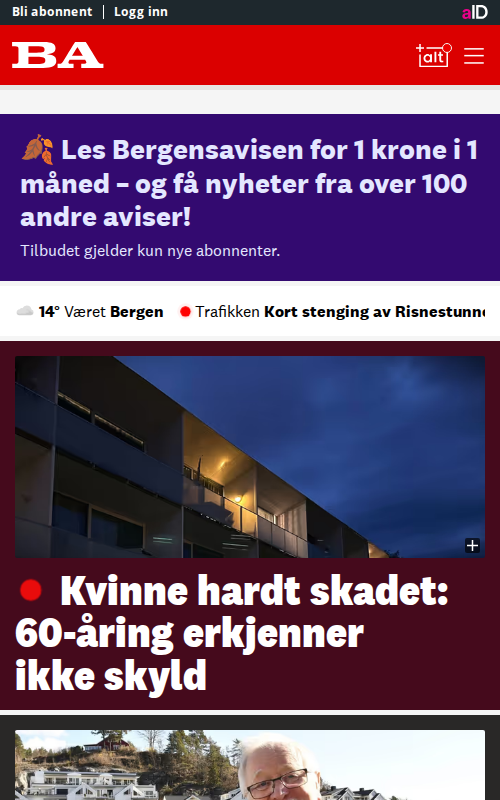 Bli abonnent | Logg inn
aID
BA
alt
Les Bergensavisen for 1 krone i 1
måned – og få nyheter fra over 100
andre aviser!
Tilbudet gjelder kun nye abonnenter.
14° Været Bergen Trafikken Kort stenging av
Kvinne hardt skadet:
60-åring erkjenner
ikke skyld